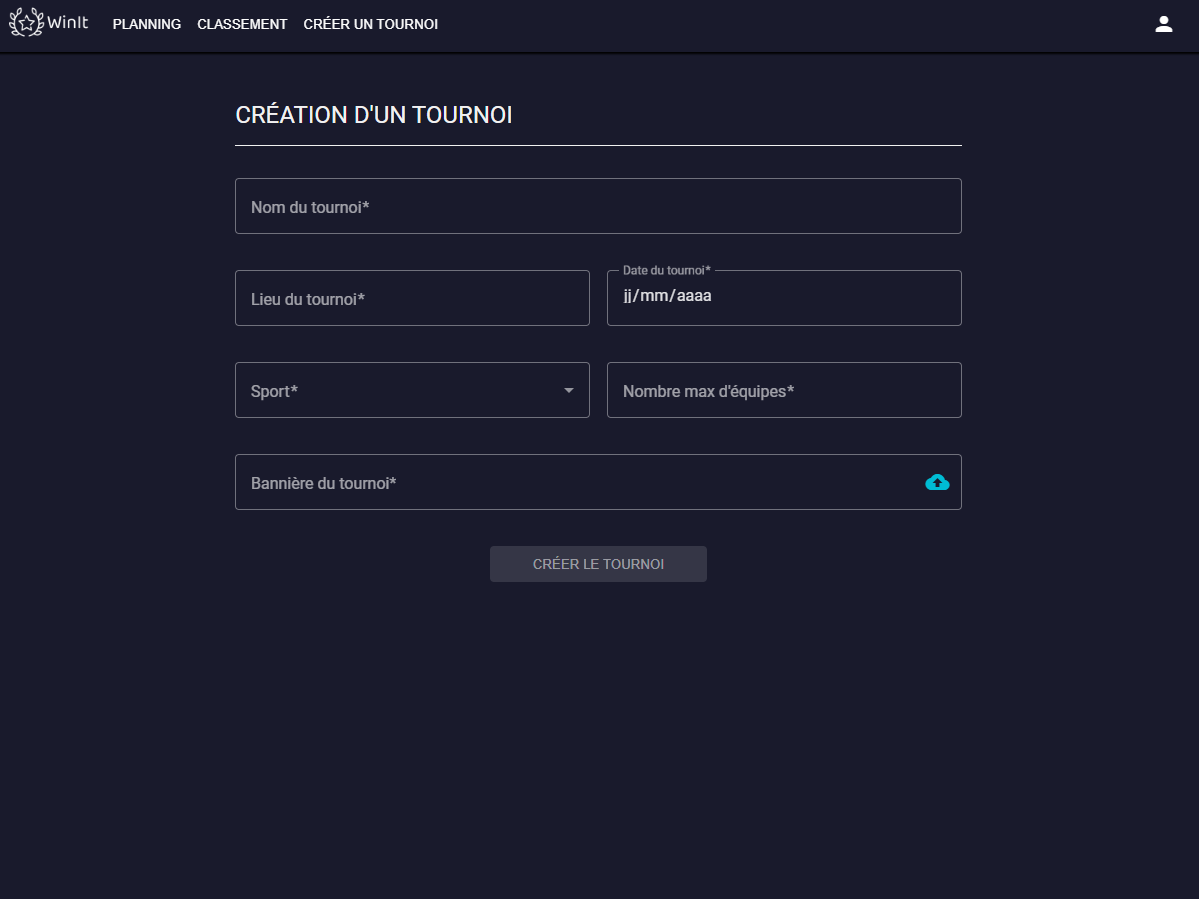 WinIt PLANNING CLASSEMENT CRÉER UN TOURNOI
CRÉATION D'UN TOURNOI
Nom du tournoi*
Lieu du tournoi*
Date du tournoi*
jj/mm/aaaa
Sport*
Nombre max d'équipes*
Bannière du tournoi*
CRÉER LE TOURNOI